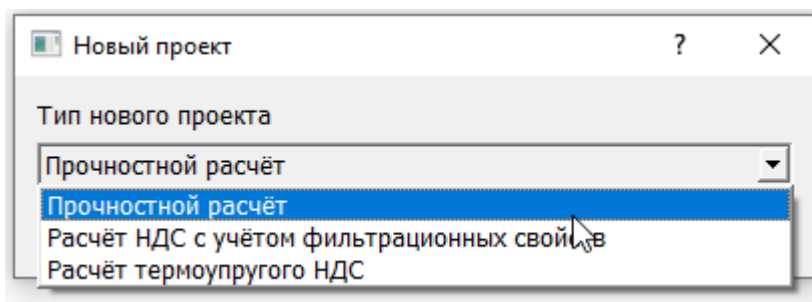 Новый проект
?
Тип нового проекта
Прочностной расчёт
Прочностной расчёт
Расчёт НДС с учётом фильтрационных свойств
Расчёт термоупругого НДС